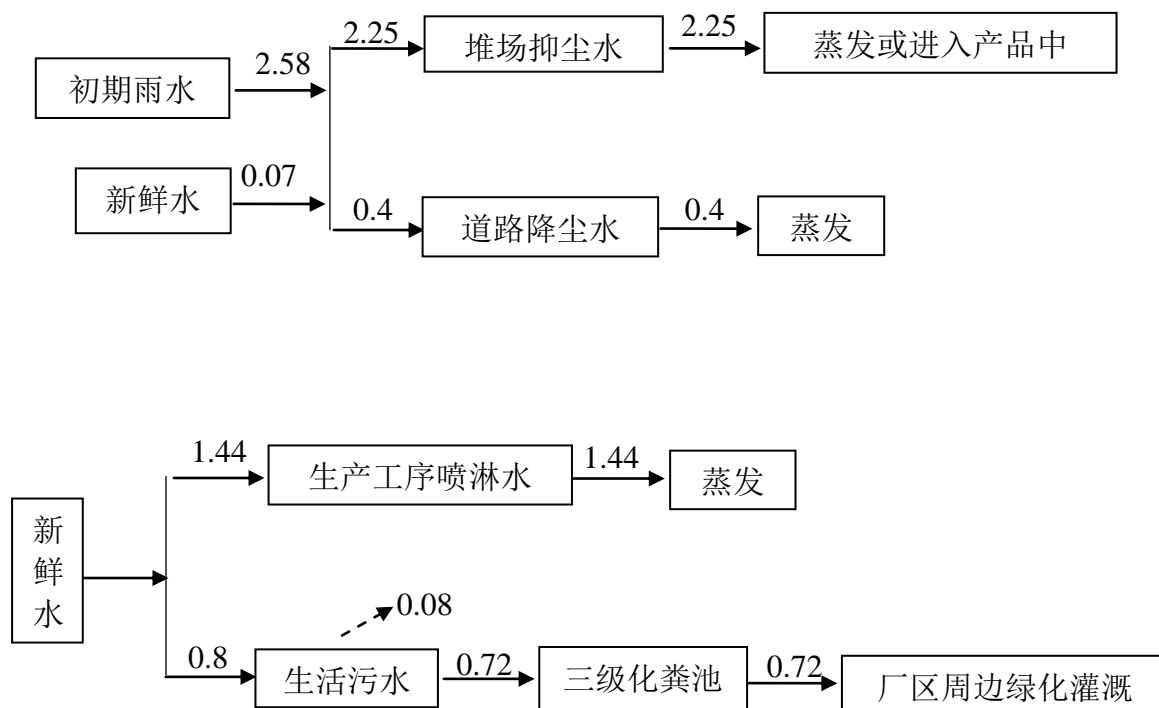 初期雨水
2.58
2.25
堆场抑尘水
2.25
蒸发或进入产品中
新鲜水
0.07
0.4
道路降尘水
0.4
蒸发
新鲜水
1.44
生产工序喷淋水
1.44
蒸发
0.08
0.8
生活污水
0.72
三级化粪池
0.72
厂区周边绿化灌溉